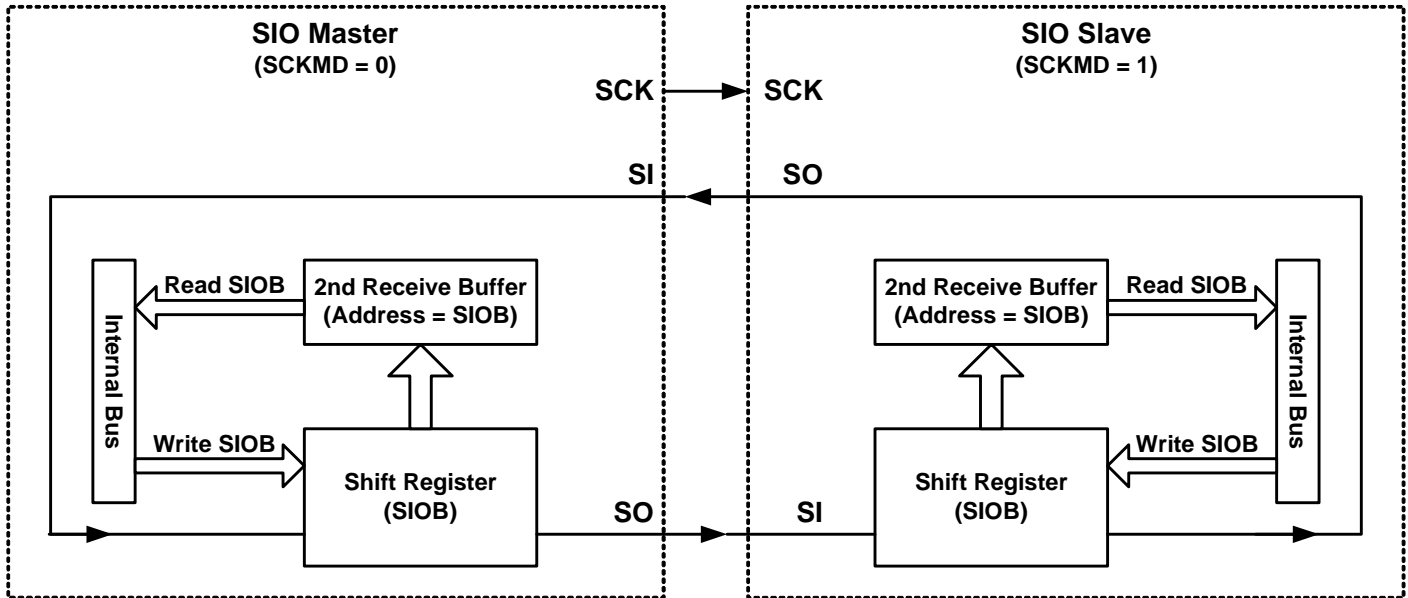 SIO Master
(SCKMD = 0)
SIO Slave
(SCKMD = 1)
SCK
SCK
SI
SO
Read SIOB
2nd Receive Buffer
(Address = SIOB)
Internal Bus
Write SIOB
Shift Register
(SIOB)
SO
2nd Receive Buffer
(Address = SIOB)
Read SIOB
Internal Bus
Write SIOB
Shift Register
(SIOB)
SI